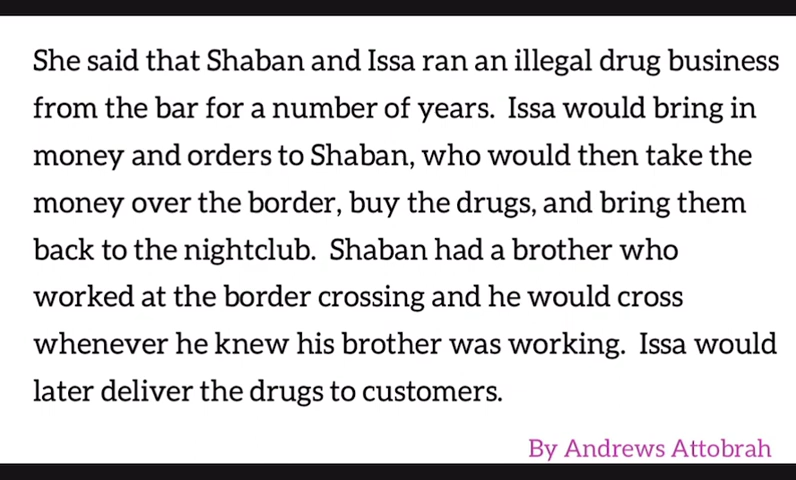 She said that Shaban and Issa ran an illegal drug business
from the bar for a number of years.  Issa would bring in
money and orders to Shaban, who would then take the
money over the border, buy the drugs, and bring them
back to the nightclub.  Shaban had a brother who
worked at the border crossing and he would cross
whenever he knew his brother was working.  Issa would
later deliver the drugs to customers.
By Andrews Attobrah